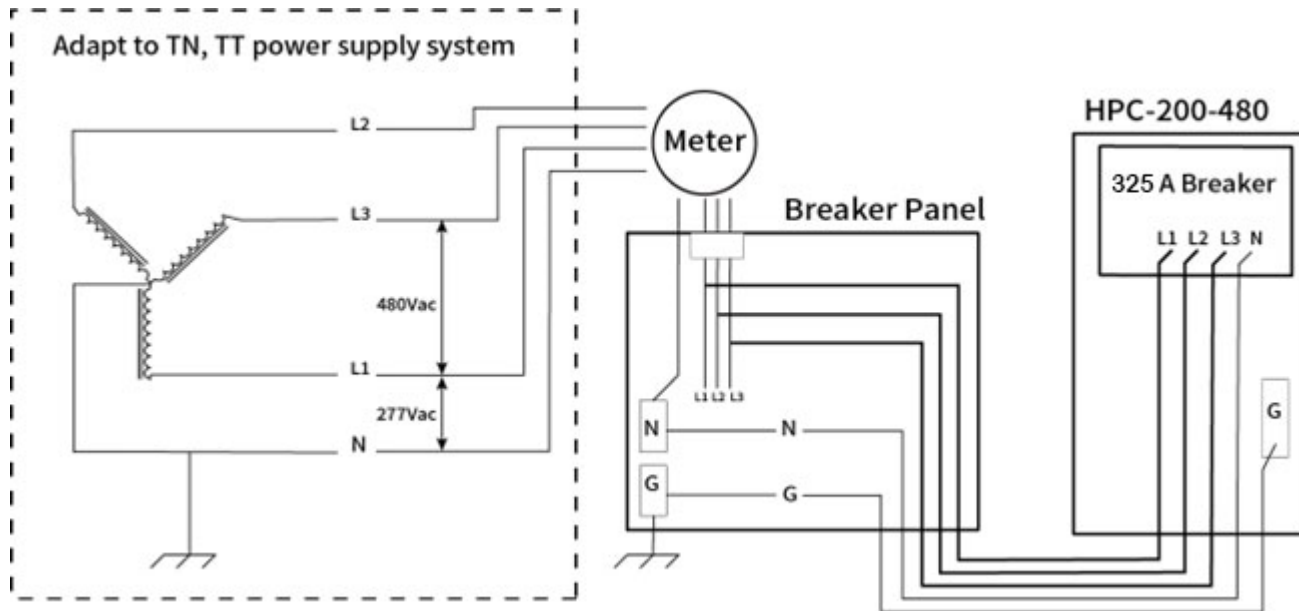 Adapt to TN, TT power supply system
L2
L3
480Vac
L1
277Vac
N
Meter
Breaker Panel
L1 L2 L3
N
N
G
G
HPC-200-480
325 A Breaker
L1 L2 L3 N
G